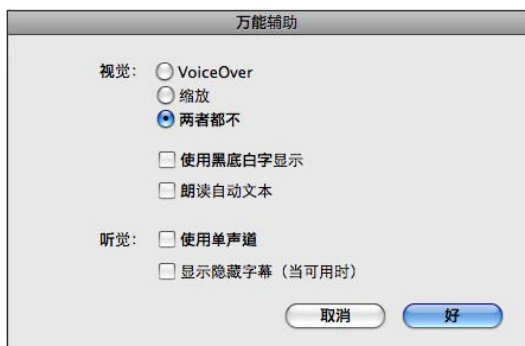 万能辅助
视觉： VoiceOver
缩放
两者都不
使用黑底白字显示
朗读自动文本
听觉： 使用单声道
显示隐藏字幕（当可用时）
取消 好